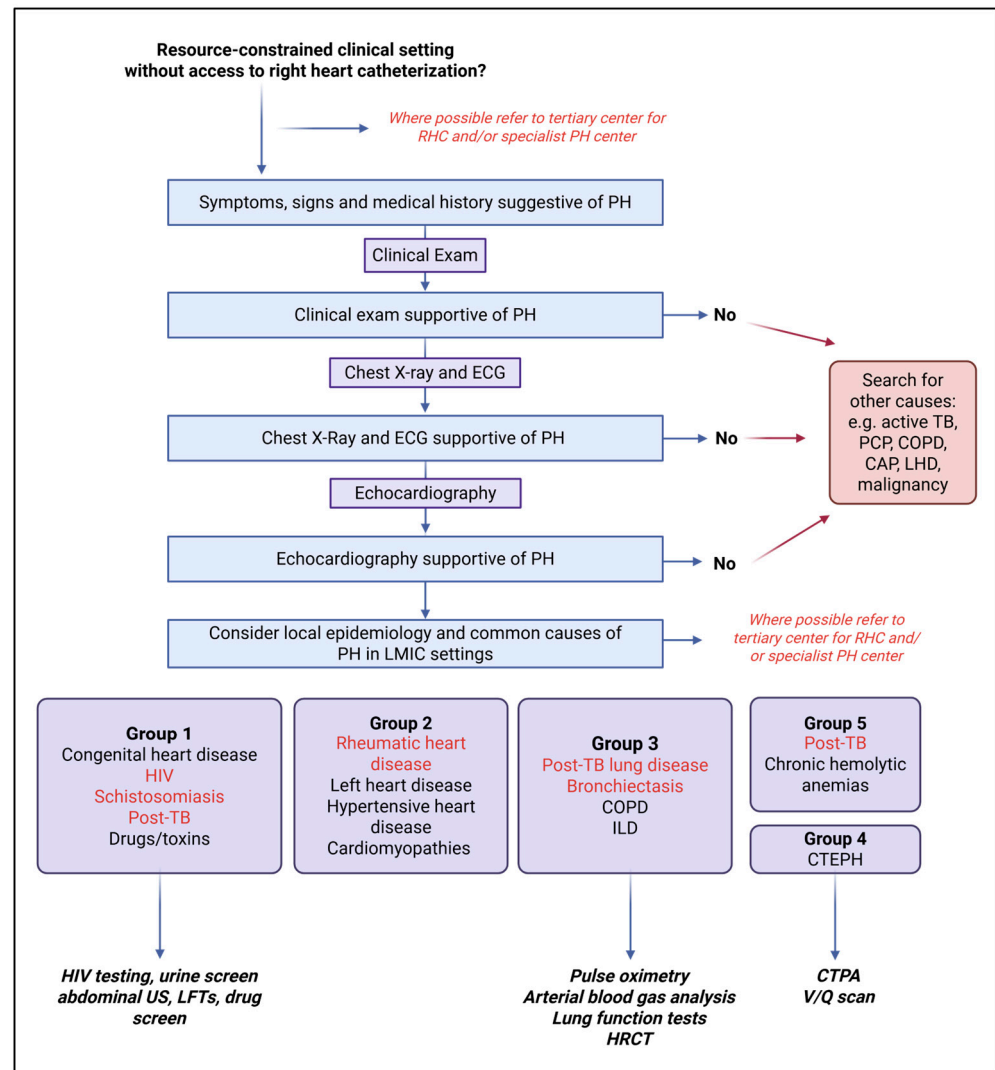 Resource-constrained clinical setting
without access to right heart catheterization?
Where possible refer to tertiary center for
RHC and/or specialist PH center
Symptoms, signs and medical history suggestive of PH
Clinical Exam
Clinical exam supportive of PH
No
Chest X-ray and ECG
Search for
other causes:
e.g. active TB,
PCP, COPD,
CAP, LHD,
malignancy
Chest X-Ray and ECG supportive of PH
No
Echocardiography
Echocardiography supportive of PH
No
Consider local epidemiology and common causes of
PH in LMIC settings
Where possible refer to
tertiary center for RHC and/
or specialist PH center
Group 1
Congenital heart disease
HIV
Schistosomiasis
Post-TB
Drugs/toxins
Group 2
Rheumatic heart
disease
Left heart disease
Hypertensive heart
disease
Cardiomyopathies
Group 3
Post-TB lung disease
Bronchiectasis
COPD
ILD
Group 5
Post-TB
Chronic hemolytic
anemias
Group 4
CTEPH
HIV testing, urine screen
abdominal US, LFTs, drug
screen
Pulse oximetry
Arterial blood gas analysis
Lung function tests
HRCT
CTPA
V/Q scan